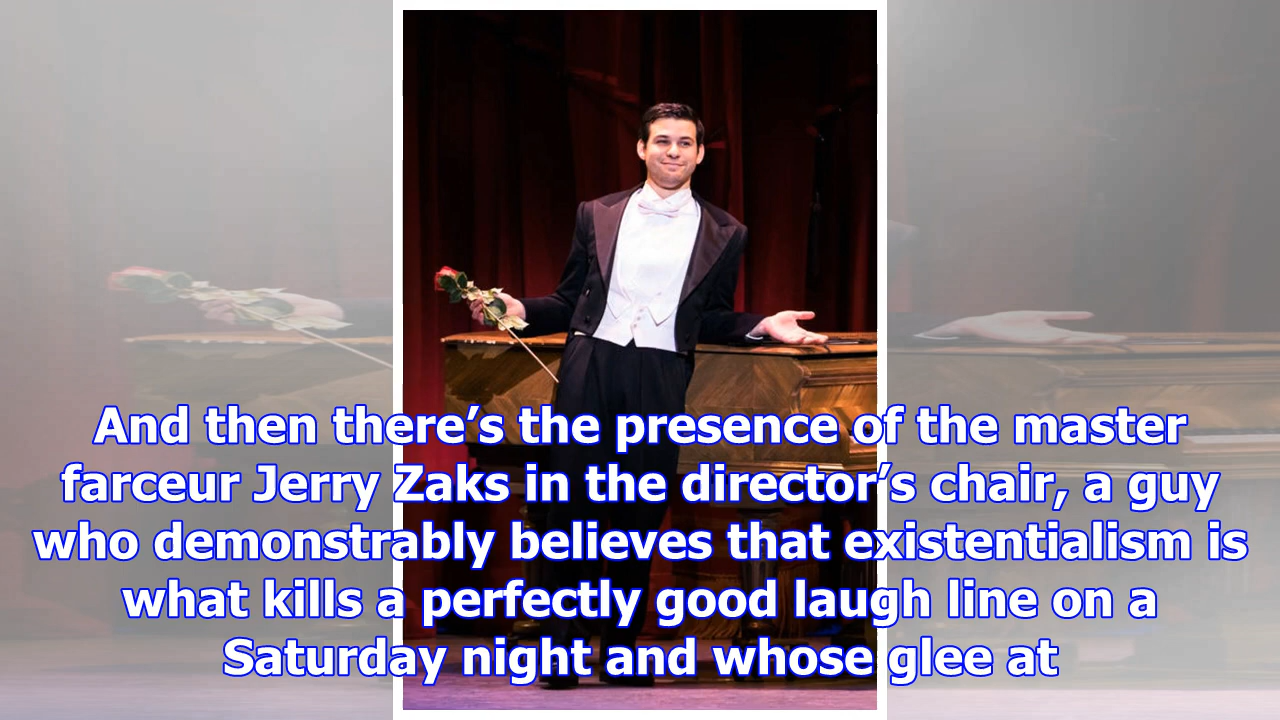 And then there’s the presence of the master
farceur Jerry Zaks in the director’s chair, a guy
who demonstrably believes that existentialism is
what kills a perfectly good laugh line on a
Saturday night and whose glee at